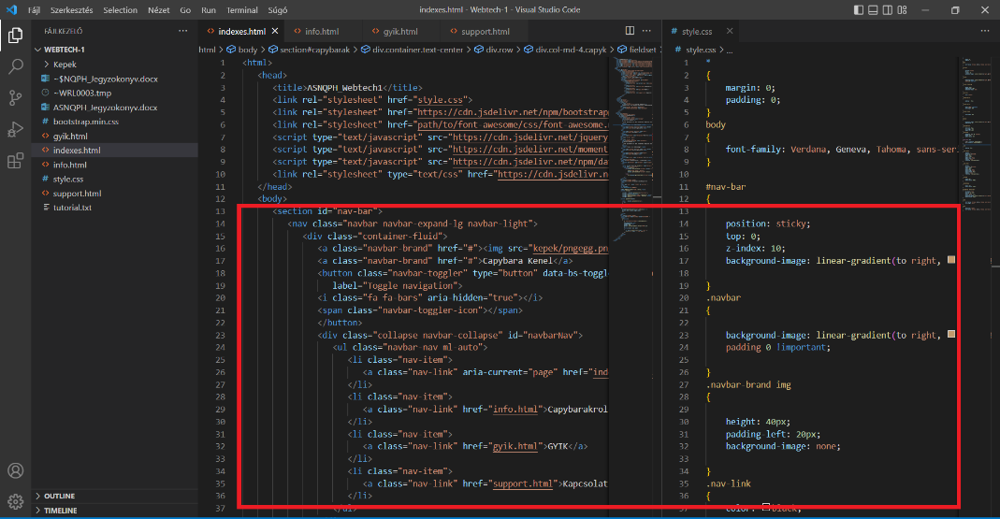 Fájl Szerkesztés Selection Nézet Go Run Terminal Súgó
indexes.html - Webtech-1 - Visual Studio Code
FÁJLKEZELŐ
WEBTECH-1
Kepek
~$NQPH_Jegyzokonyv.docx
~WRL0003.tmp
ASNQPH_Jegyzokonyv.docx
bootstrap.min.css
gyik.html
indexes.html
info.html
style.css
support.html
tutorial.txt
OUTLINE
TIMELINE
indexes.html info.html gyik.html support.html
html > body > section#capybarak > div.container.text-center > div.row > div.col-md-4.capyk > fieldset
1 <html>
2 <head>
3 <title>ASNQPH_Webtech1</title>
4 <link rel="stylesheet" href="style.css">
5 <link rel="stylesheet" href="https://cdn.jsdelivr.net/npm/bootstrap
6 <link rel="stylesheet" href="path/to/font-awesome/css/font-awesome.
7 <script type="text/javascript" src="https://cdn.jsdelivr.net/jquery
8 <script type="text/javascript" src="https://cdn.jsdelivr.net/moment
9 <script type="text/javascript" src="https://cdn.jsdelivr.net/npm/da
10 <link rel="stylesheet" type="text/css" href="https://cdn.jsdelivr.ne
11 </head>
12 <body>
13 <section id="nav-bar">
14 <nav class="navbar navbar-expand-lg navbar-light">
15 <div class="container-fluid">
16 <a class="navbar-brand" href="#"><img src="kepek/pngegg.pn
17 <a class="navbar-brand" href="#">Capybara Kenel</a>
18 <button class="navbar-toggler" type="button" data-bs-toggl
19 label="Toggle navigation">
20 <i class="fa fa-bars" aria-hidden="true"></i>
21 <span class="navbar-toggler-icon"></span>
22 </button>
23 <div class="collapse navbar-collapse" id="navbarNav">
24 <ul class="navbar-nav ml-auto">
25 <li class="nav-item">
26 <a class="nav-link" aria-current="page" href="ind
27 </li>
28 <li class="nav-item">
29 <a class="nav-link" href="info.html">Capybarakrol
30 </li>
31 <li class="nav-item">
32 <a class="nav-link" href="gyik.html">GYIK</a>
33 </li>
34 <li class="nav-item">
35 <a class="nav-link" href="support.html">Kapcsolat
36 </li>
37 </ul>
style.css
style.css > ...
1 *
2 {
3 margin: 0;
4 padding: 0;
5 }
6 body
7 {
8 font-family: Verdana, Geneva, Tahoma, sans-ser
9 }
10
11 #nav-bar
12 {
13
14 position: sticky;
15 top: 0;
16 z-index: 10;
17 background-image: linear-gradient(to right,
18
19 }
20 .navbar
21 {
22
23 background-image: linear-gradient(to right,
24 padding 0 !important;
25
26 }
27 .navbar-brand img
28 {
29
30 height: 40px;
31 padding-left: 20px;
32 background-image: none;
33
34 }
35 .nav-link
36 {
37 color: black;